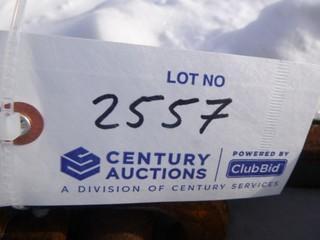 LOT NO
2557
CENTURY AUCTIONS
POWERED BY
ClubBid
A DIVISION OF CENTURY SERVICES